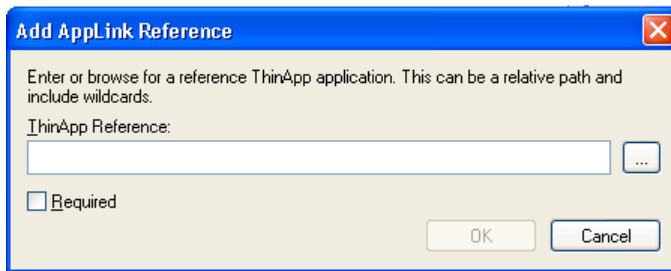 Add AppLink Reference
Enter or browse for a reference ThinApp application. This can be a relative path and
include wildcards.
ThinApp Reference:
...
Required
OK
Cancel